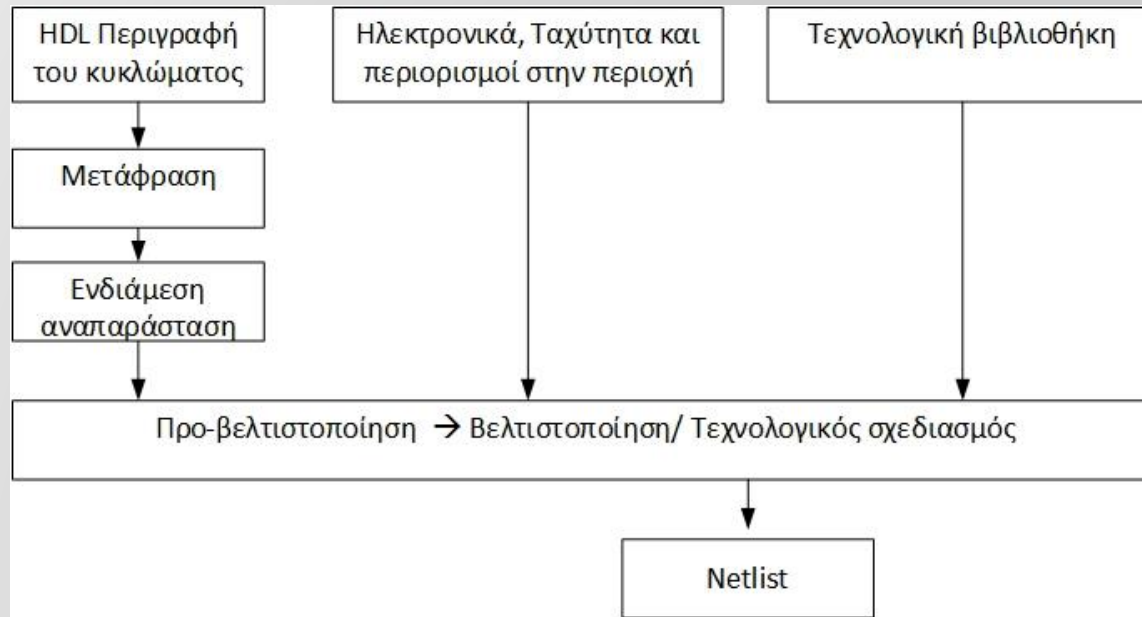 HDL Περιγραφή
του κυκλώματος
Ηλεκτρονικά, Ταχύτητα και
περιορισμοί στην περιοχή
Τεχνολογική βιβλιοθήκη
Μετάφραση
Ενδιάμεση
αναπαράσταση
Προ-βελτιστοποίηση → Βελτιστοποίηση/ Τεχνολογικός σχεδιασμός
Netlist